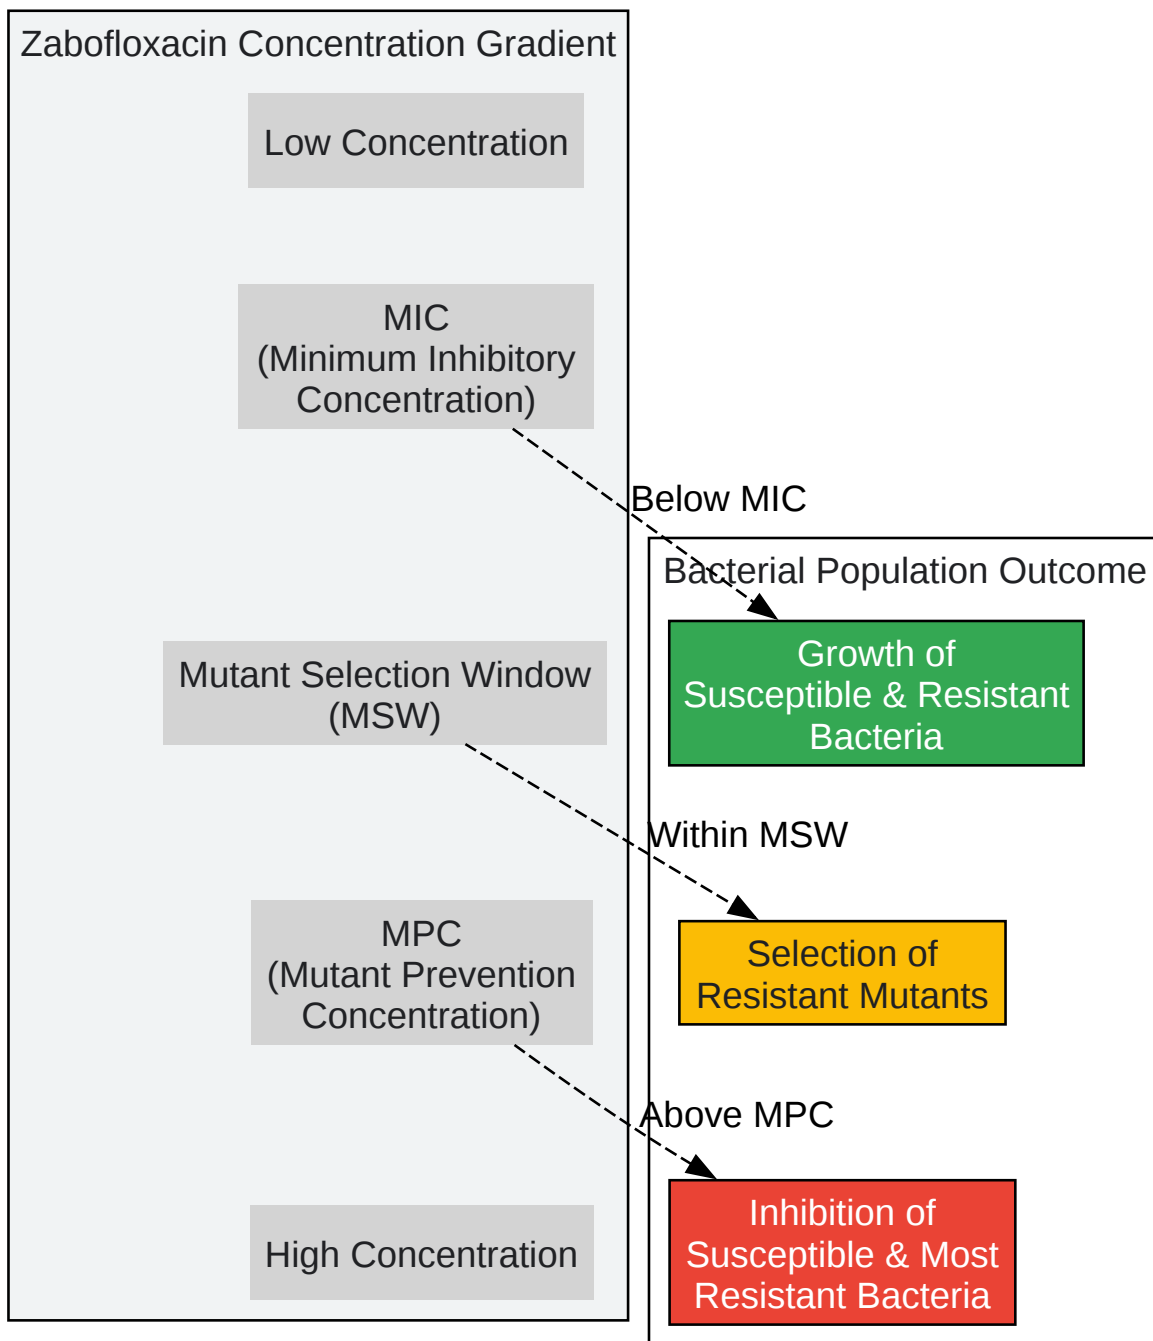 Zabofloxacin Concentration Gradient
Low Concentration
MIC
(Minimum Inhibitory
Concentration)
Below MIC
Bacterial Population Outcome
Growth of
Susceptible & Resistant
Bacteria
Mutant Selection Window
(MSW)
Within MSW
Selection of
Resistant Mutants
MPC
(Mutant Prevention
Concentration)
Above MPC
Inhibition of
Susceptible & Most
Resistant Bacteria
High Concentration